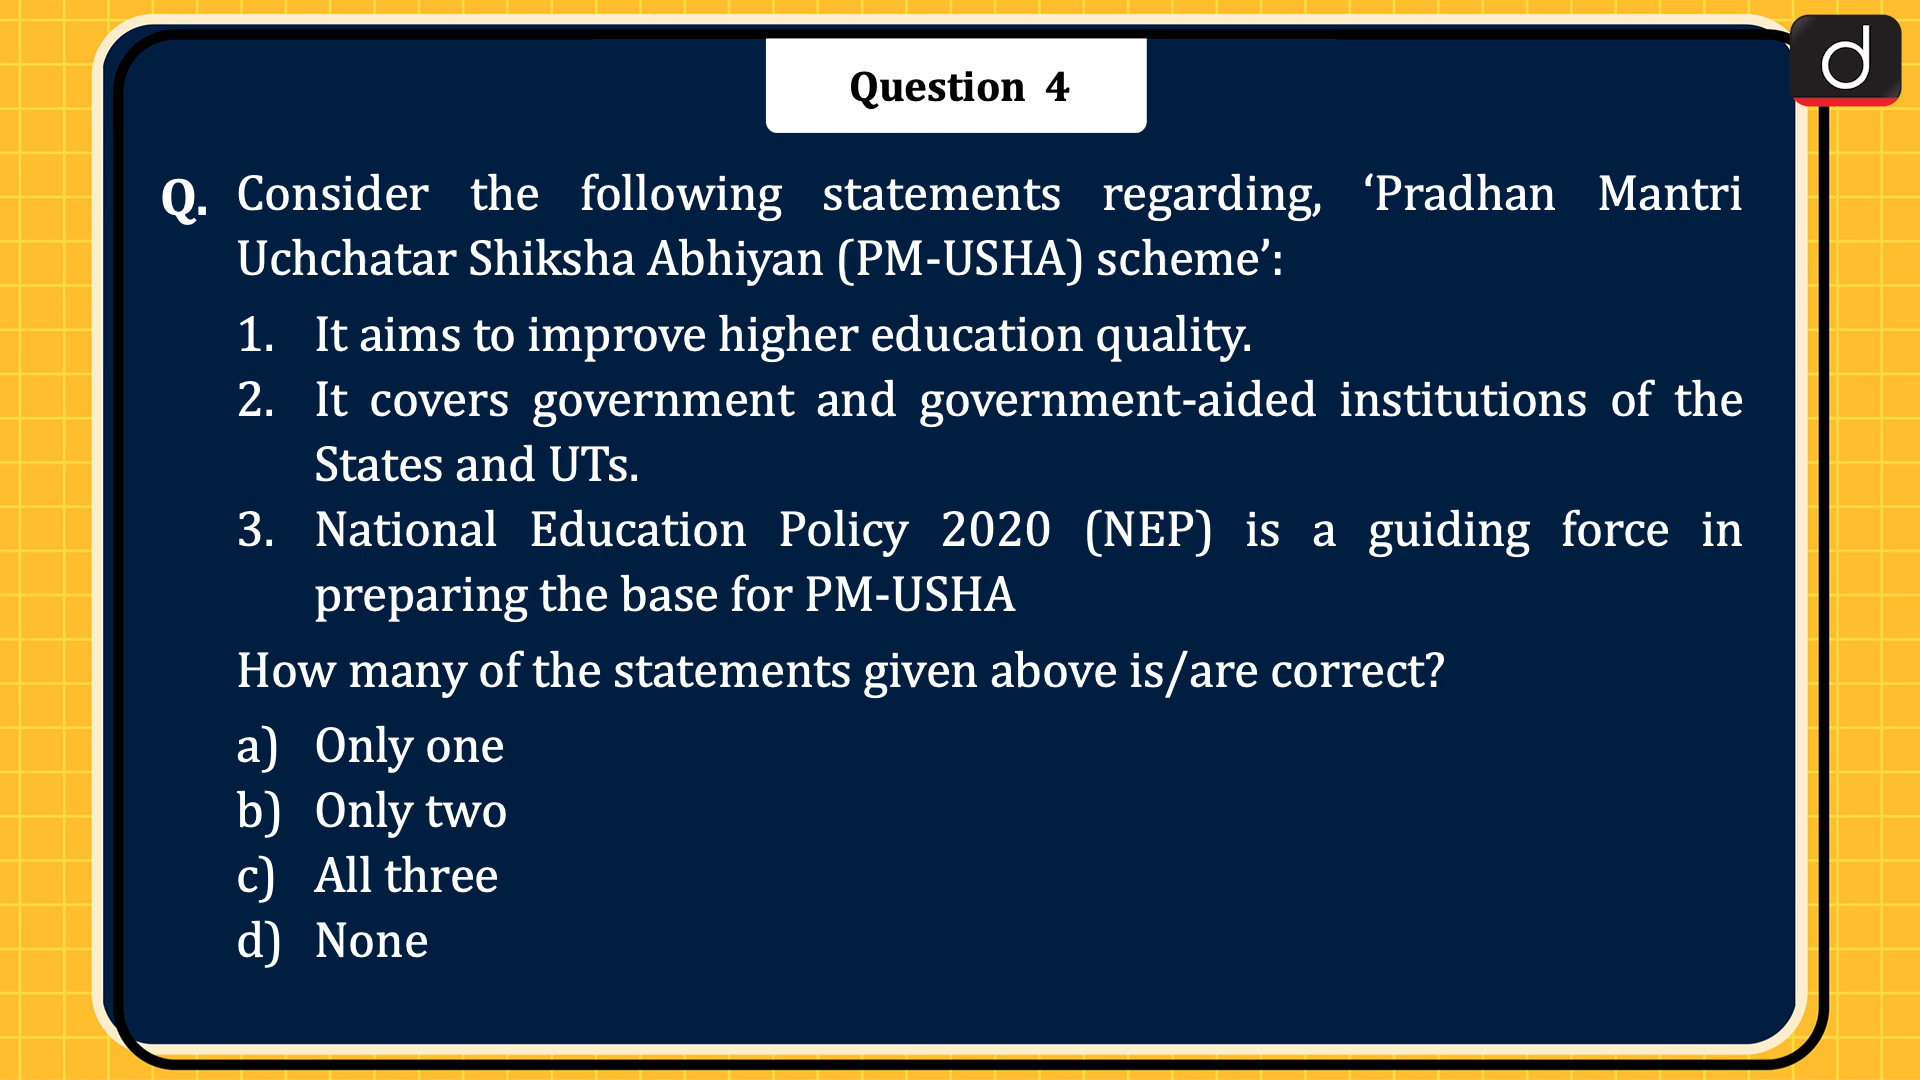 d
Question 4
Q. Consider the following statements regarding, ‘Pradhan Mantri
Uchchatar Shiksha Abhiyan (PM-USHA) scheme’:
1. It aims to improve higher education quality.
2. It covers government and government-aided institutions of the
States and UTs.
3. National Education Policy 2020 (NEP) is a guiding force in
preparing the base for PM-USHA
How many of the statements given above is/are correct?
a) Only one
b) Only two
c) All three
d) None